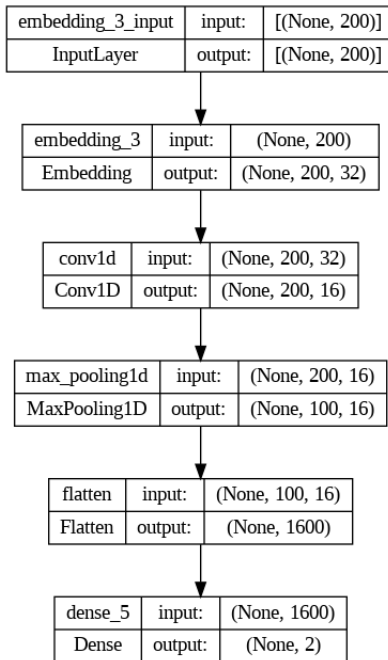 embedding_3_input input: [(None, 200)]
InputLayer output: [(None, 200)]
embedding_3 input: (None, 200)
Embedding output: (None, 200, 32)
conv1d input: (None, 200, 32)
Conv1D output: (None, 200, 16)
max_pooling1d input: (None, 200, 16)
MaxPooling1D output: (None, 100, 16)
flatten input: (None, 100, 16)
Flatten output: (None, 1600)
dense_5 input: (None, 1600)
Dense output: (None, 2)